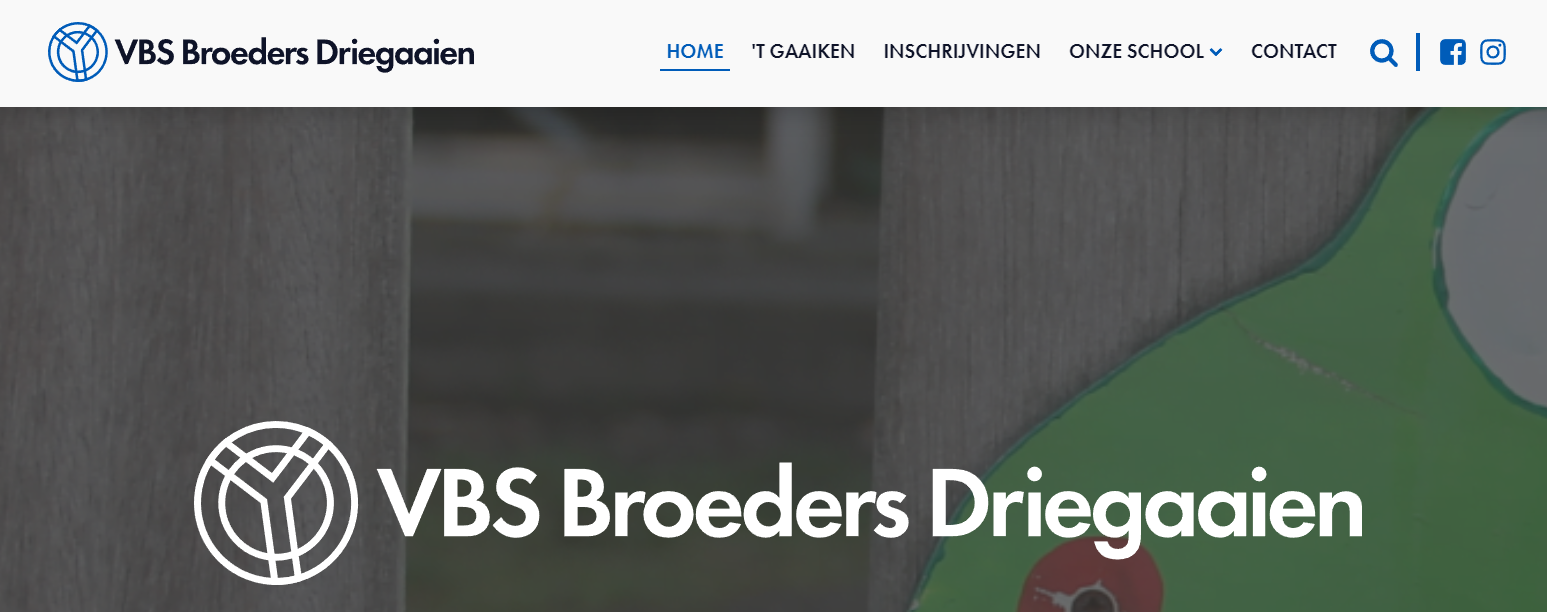 VBS Broeders Driegaaien
HOME 'T GAAIKEN INSCHRIJVINGEN ONZE SCHOOL CONTACT
VBS Broeders Driegaaien